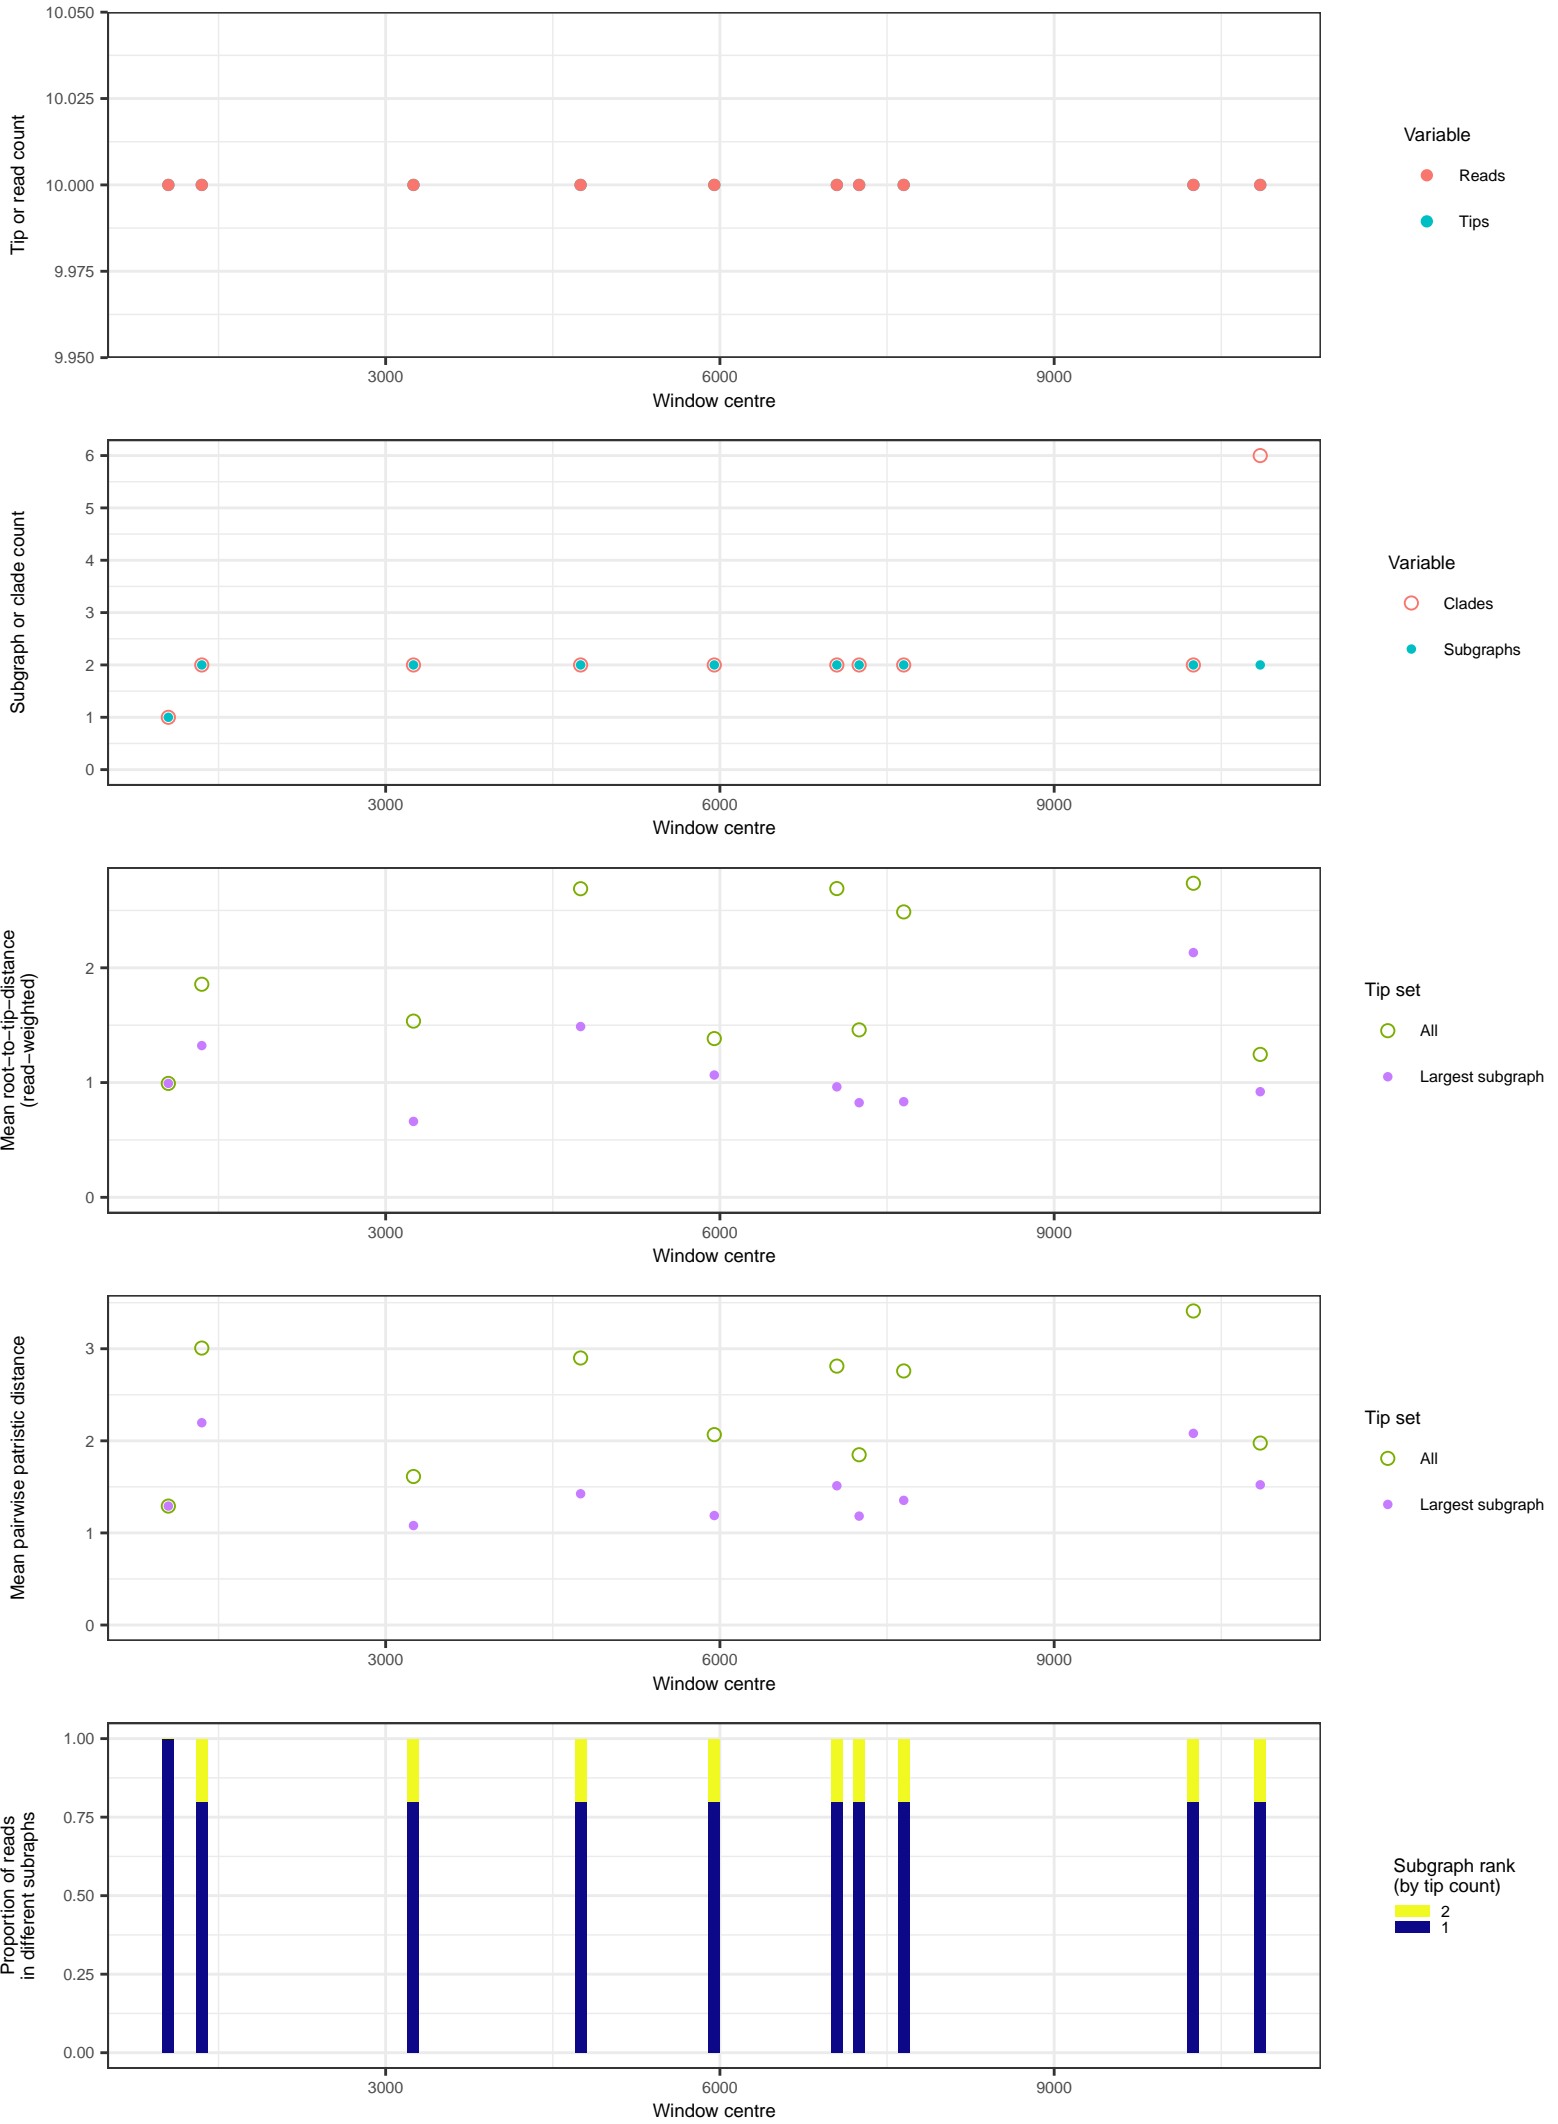 10.050
10.025
10.000
9.975
9.950
Tip or read count
3000
6000
9000
Window centre
Variable
Reads
Tips
6
5
4
3
2
1
0
Subgraph or clade count
3000
6000
9000
Window centre
Variable
Clades
Subgraphs
2
1
0
Mean root−to−tip−distance
(read−weighted)
3000
6000
9000
Window centre
Tip set
All
Largest subgraph
3
2
1
0
Mean pairwise patristic distance
3000
6000
9000
Window centre
Tip set
All
Largest subgraph
1.00
0.75
0.50
0.25
0.00
Proportion of reads
in different subraphs
3000
6000
9000
Window centre
Subgraph rank
(by tip count)
2
1